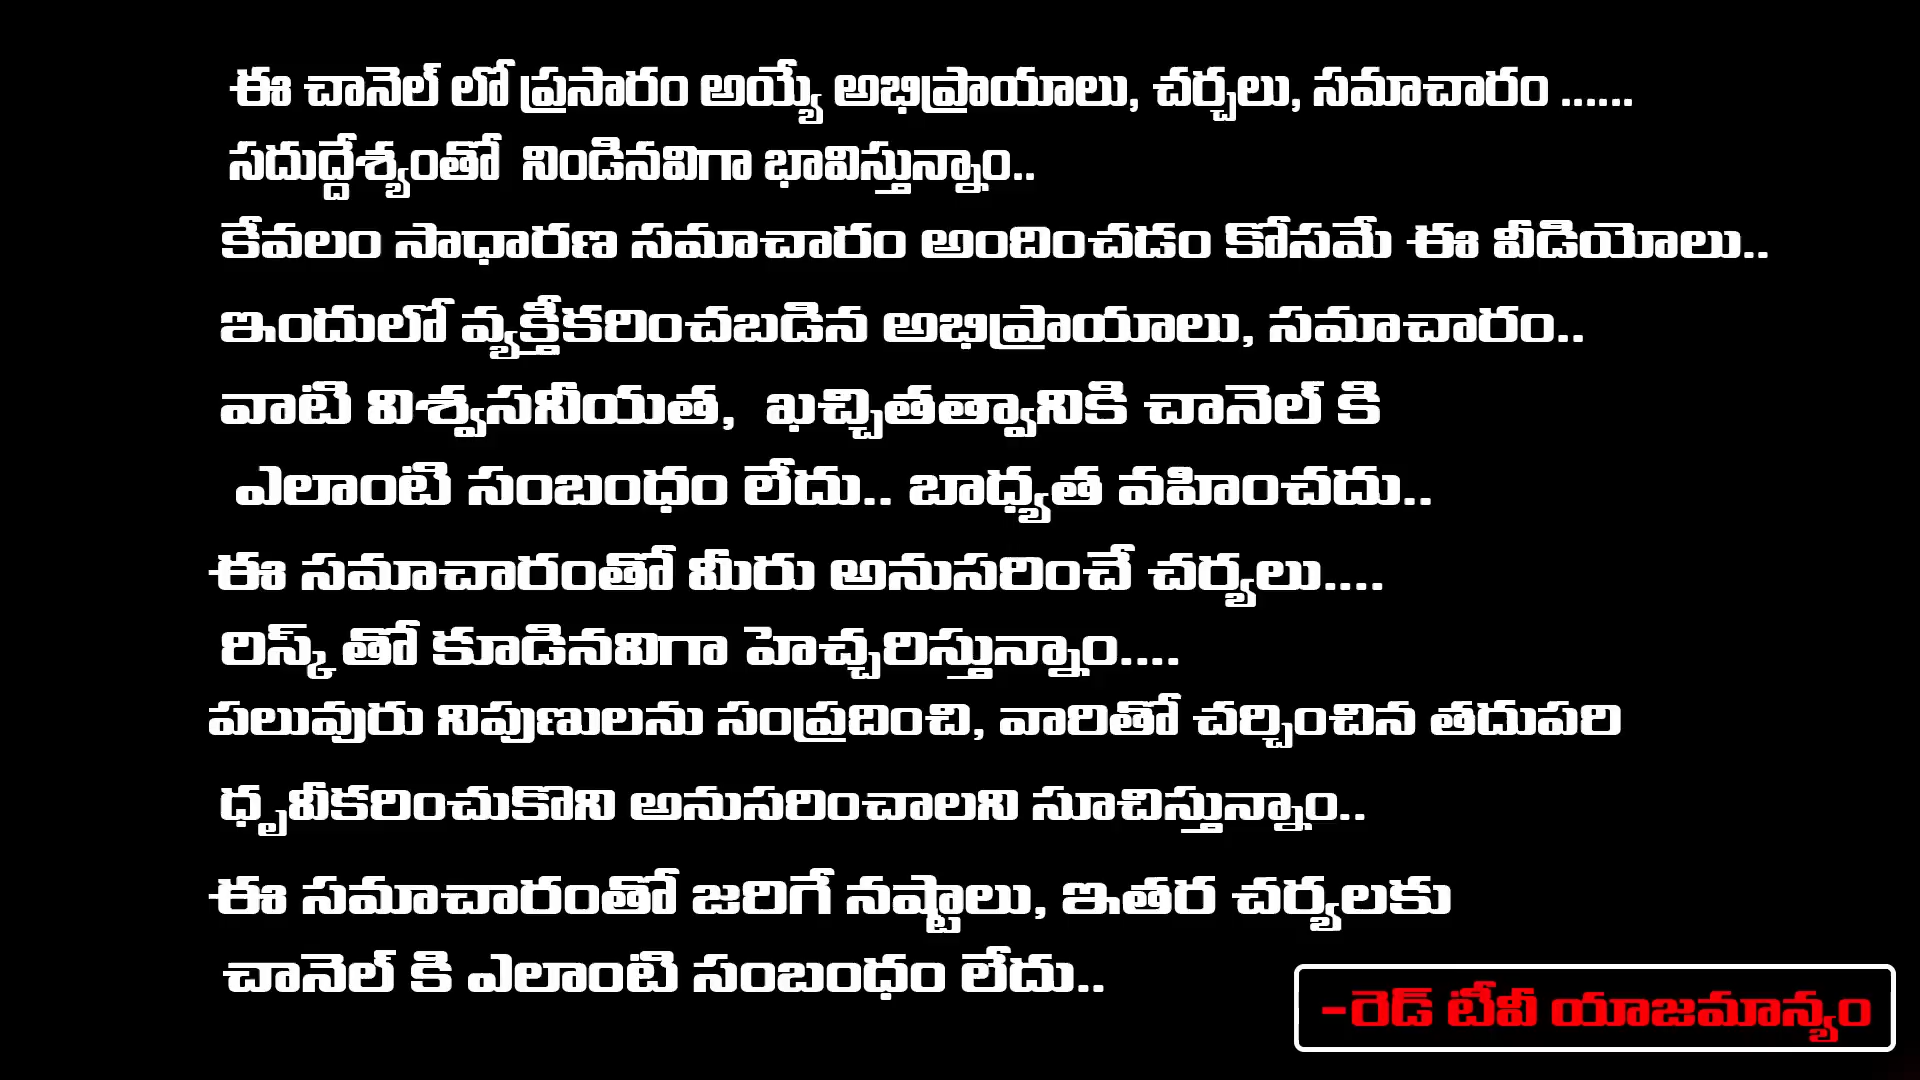 ఈ చానెల్ లో ప్రసారం అయ్యే అభిప్రాయాలు, చర్చలు, సమాచారం ......
సదుద్దేశ్యంతో నిండినవిగా భావిస్తున్నాం..
కేవలం సాధారణ సమాచారం అందించడం కోసమే ఈ వీడియోలు..
ఇందులో వ్యక్తీకరించబడిన అభిప్రాయాలు, సమాచారం..
వాటి విశ్వసనీయత, ఖచ్చితత్వానికి చానెల్ కి
ఎలాంటి సంబంధం లేదు.. బాధ్యత వహించదు..
ఈ సమాచారంతో మీరు అనుసరించే చర్యలు....
రిస్క్ తో కూడినవిగా హెచ్చరిస్తున్నాం....
పలువురు నిపుణులను సంప్రదించి, వారితో చర్చించిన తదుపరి
ధృవీకరించుకొని అనుసరించాలని సూచిస్తున్నాం..
ఈ సమాచారంతో జరిగే నష్టాలు, ఇతర చర్యలకు
చానెల్ కి ఎలాంటి సంబంధం లేదు..
-రెడ్ టీవీ యాజమాన్యం